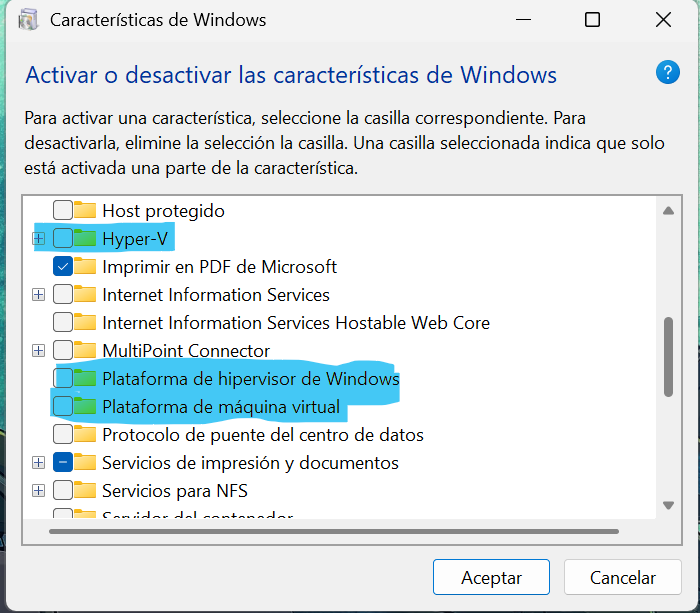 Características de Windows
Activar o desactivar las características de Windows
?
Para activar una característica, seleccione la casilla correspondiente. Para
desactivarla, elimine la selección la casilla. Una casilla seleccionada indica que solo
está activada una parte de la característica.
Host protegido
Hyper-V
Imprimir en PDF de Microsoft
Internet Information Services
Internet Information Services Hostable Web Core
MultiPoint Connector
Plataforma de hipervisor de Windows
Plataforma de máquina virtual
Protocolo de puente del centro de datos
Servicios de impresión y documentos
Servicios para NFS
Servidor del contenedor
Aceptar
Cancelar